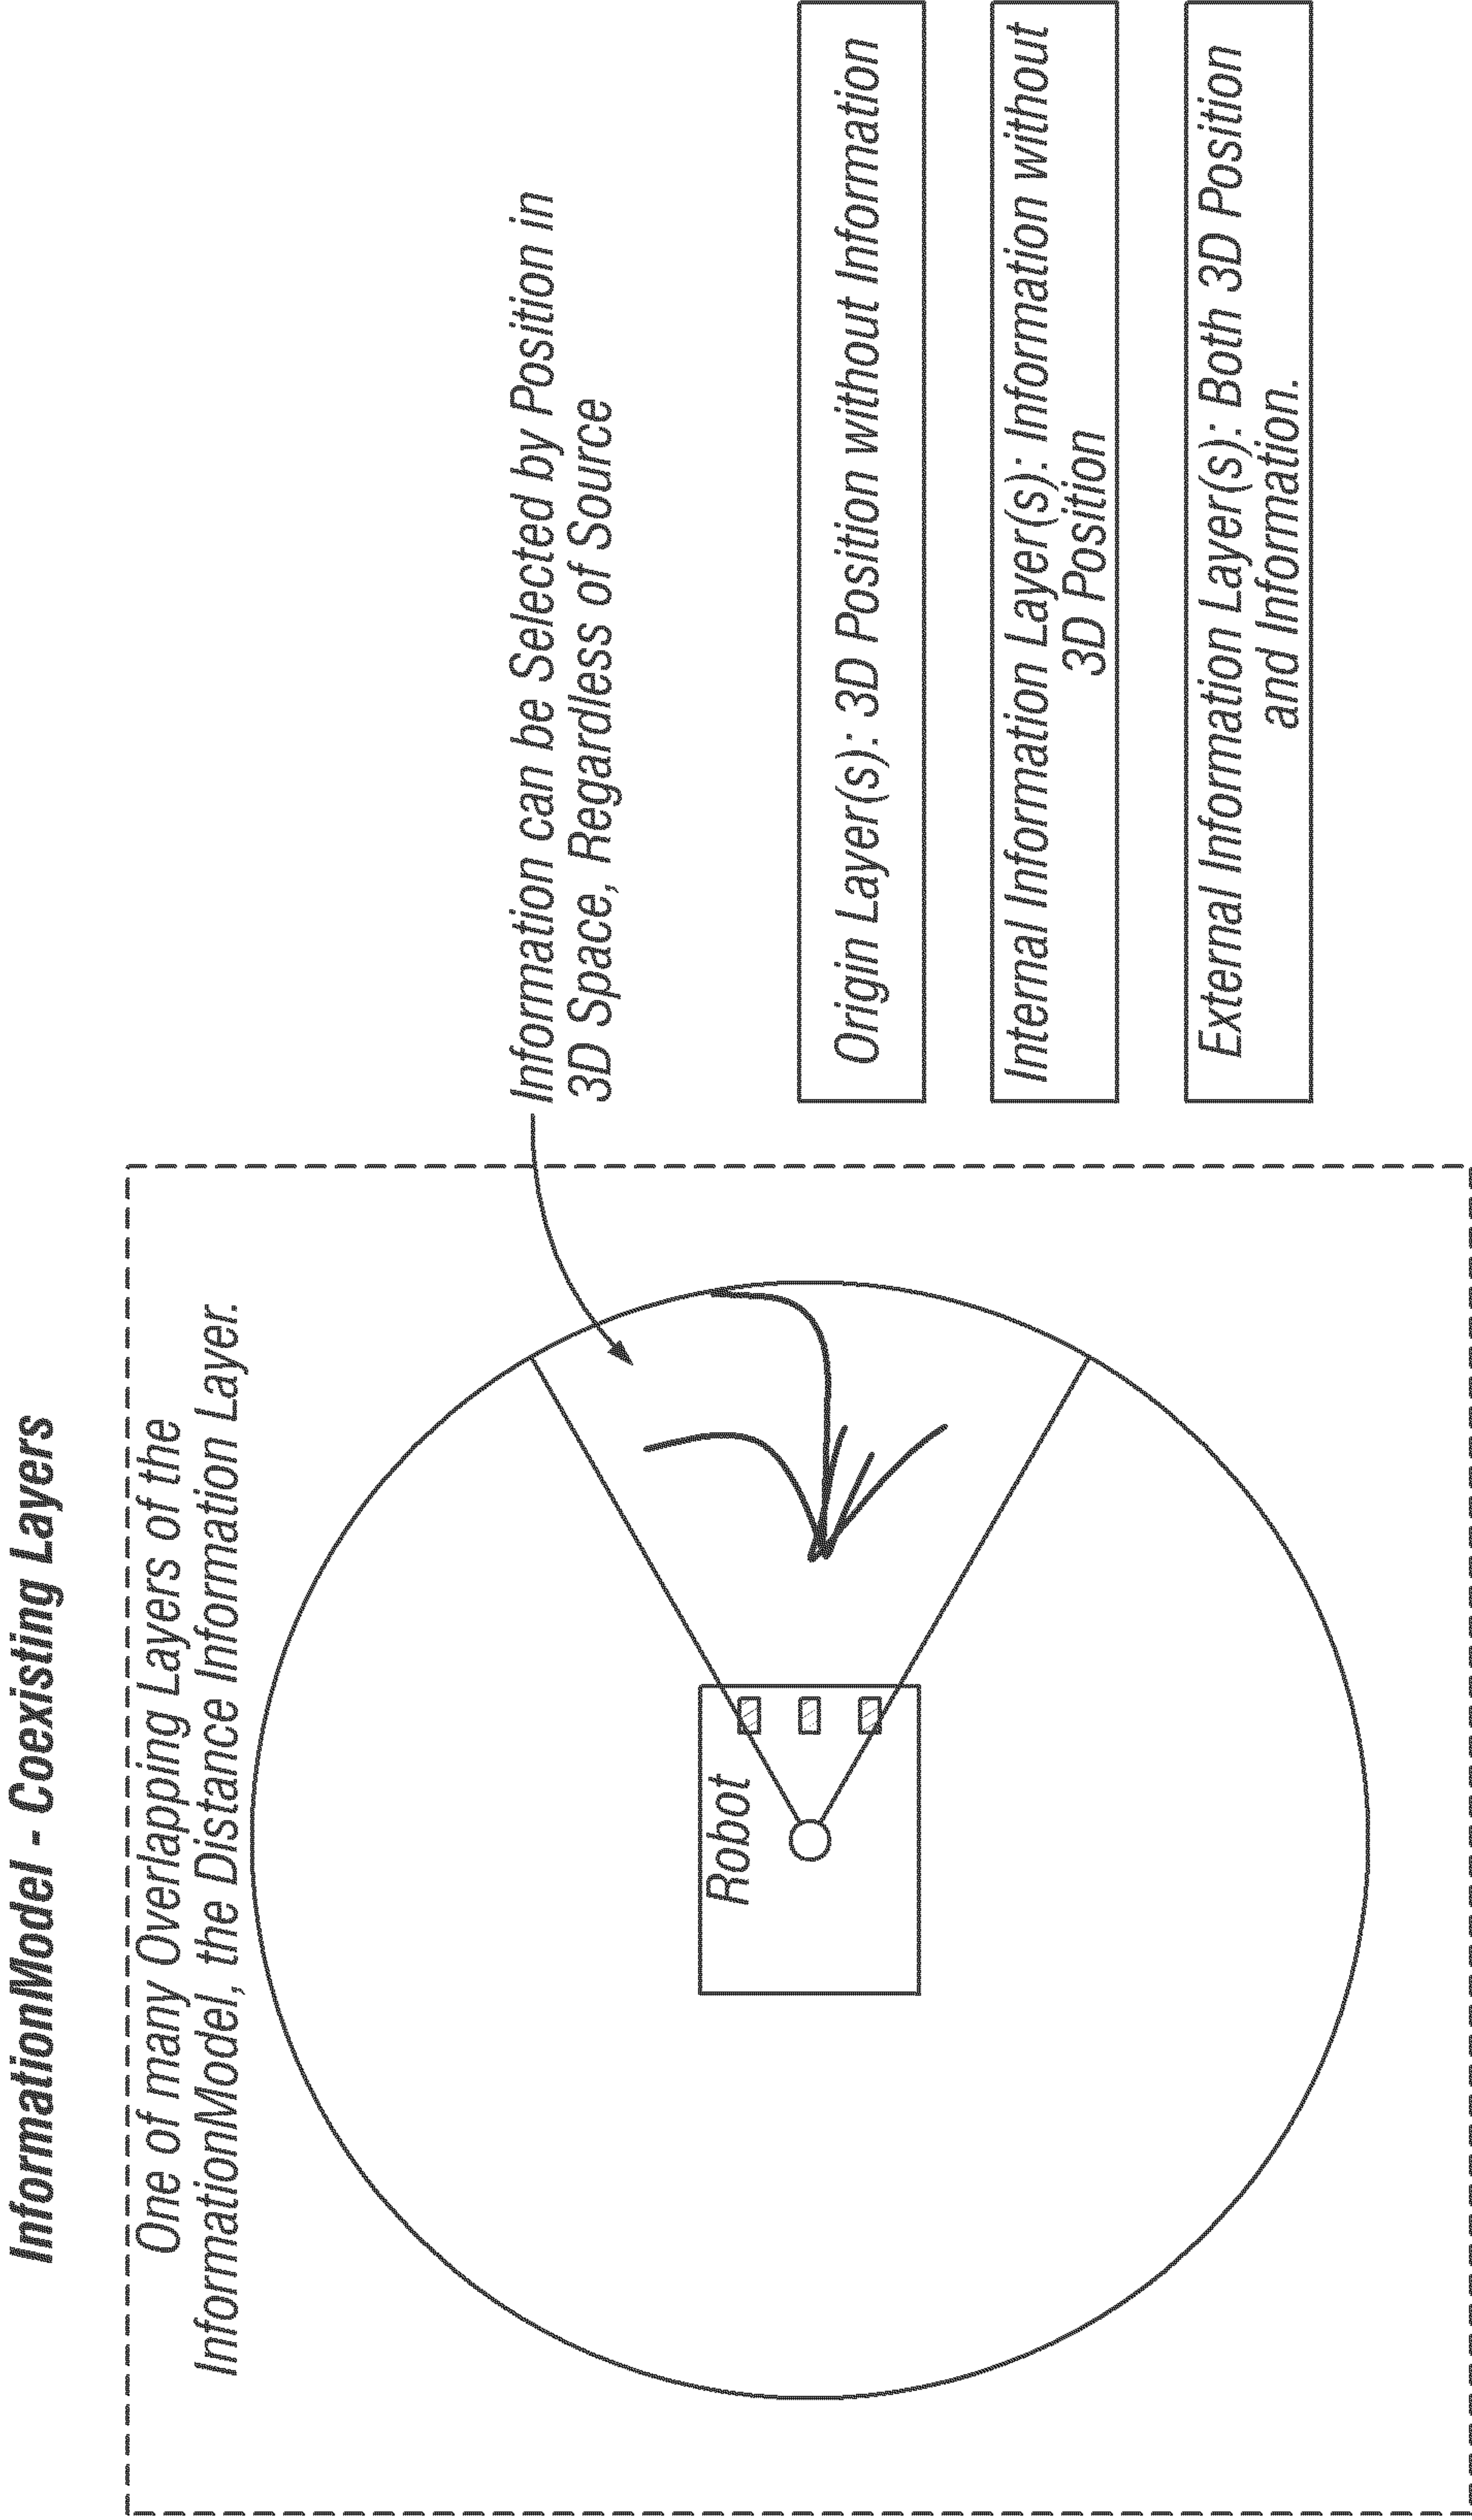 InformationModel - Coexisting Layers
One of many Overlapping Layers of the
InformationModel, the Distance Information Layer.
Robot
Information can be Selected by Position in
3D Space, Regardless of Source
Origin Layer(s): 3D Position without Information
Internal Information Layer(s): Information without
3D Position
External Information Layer(s): Both 3D Position
and Information.